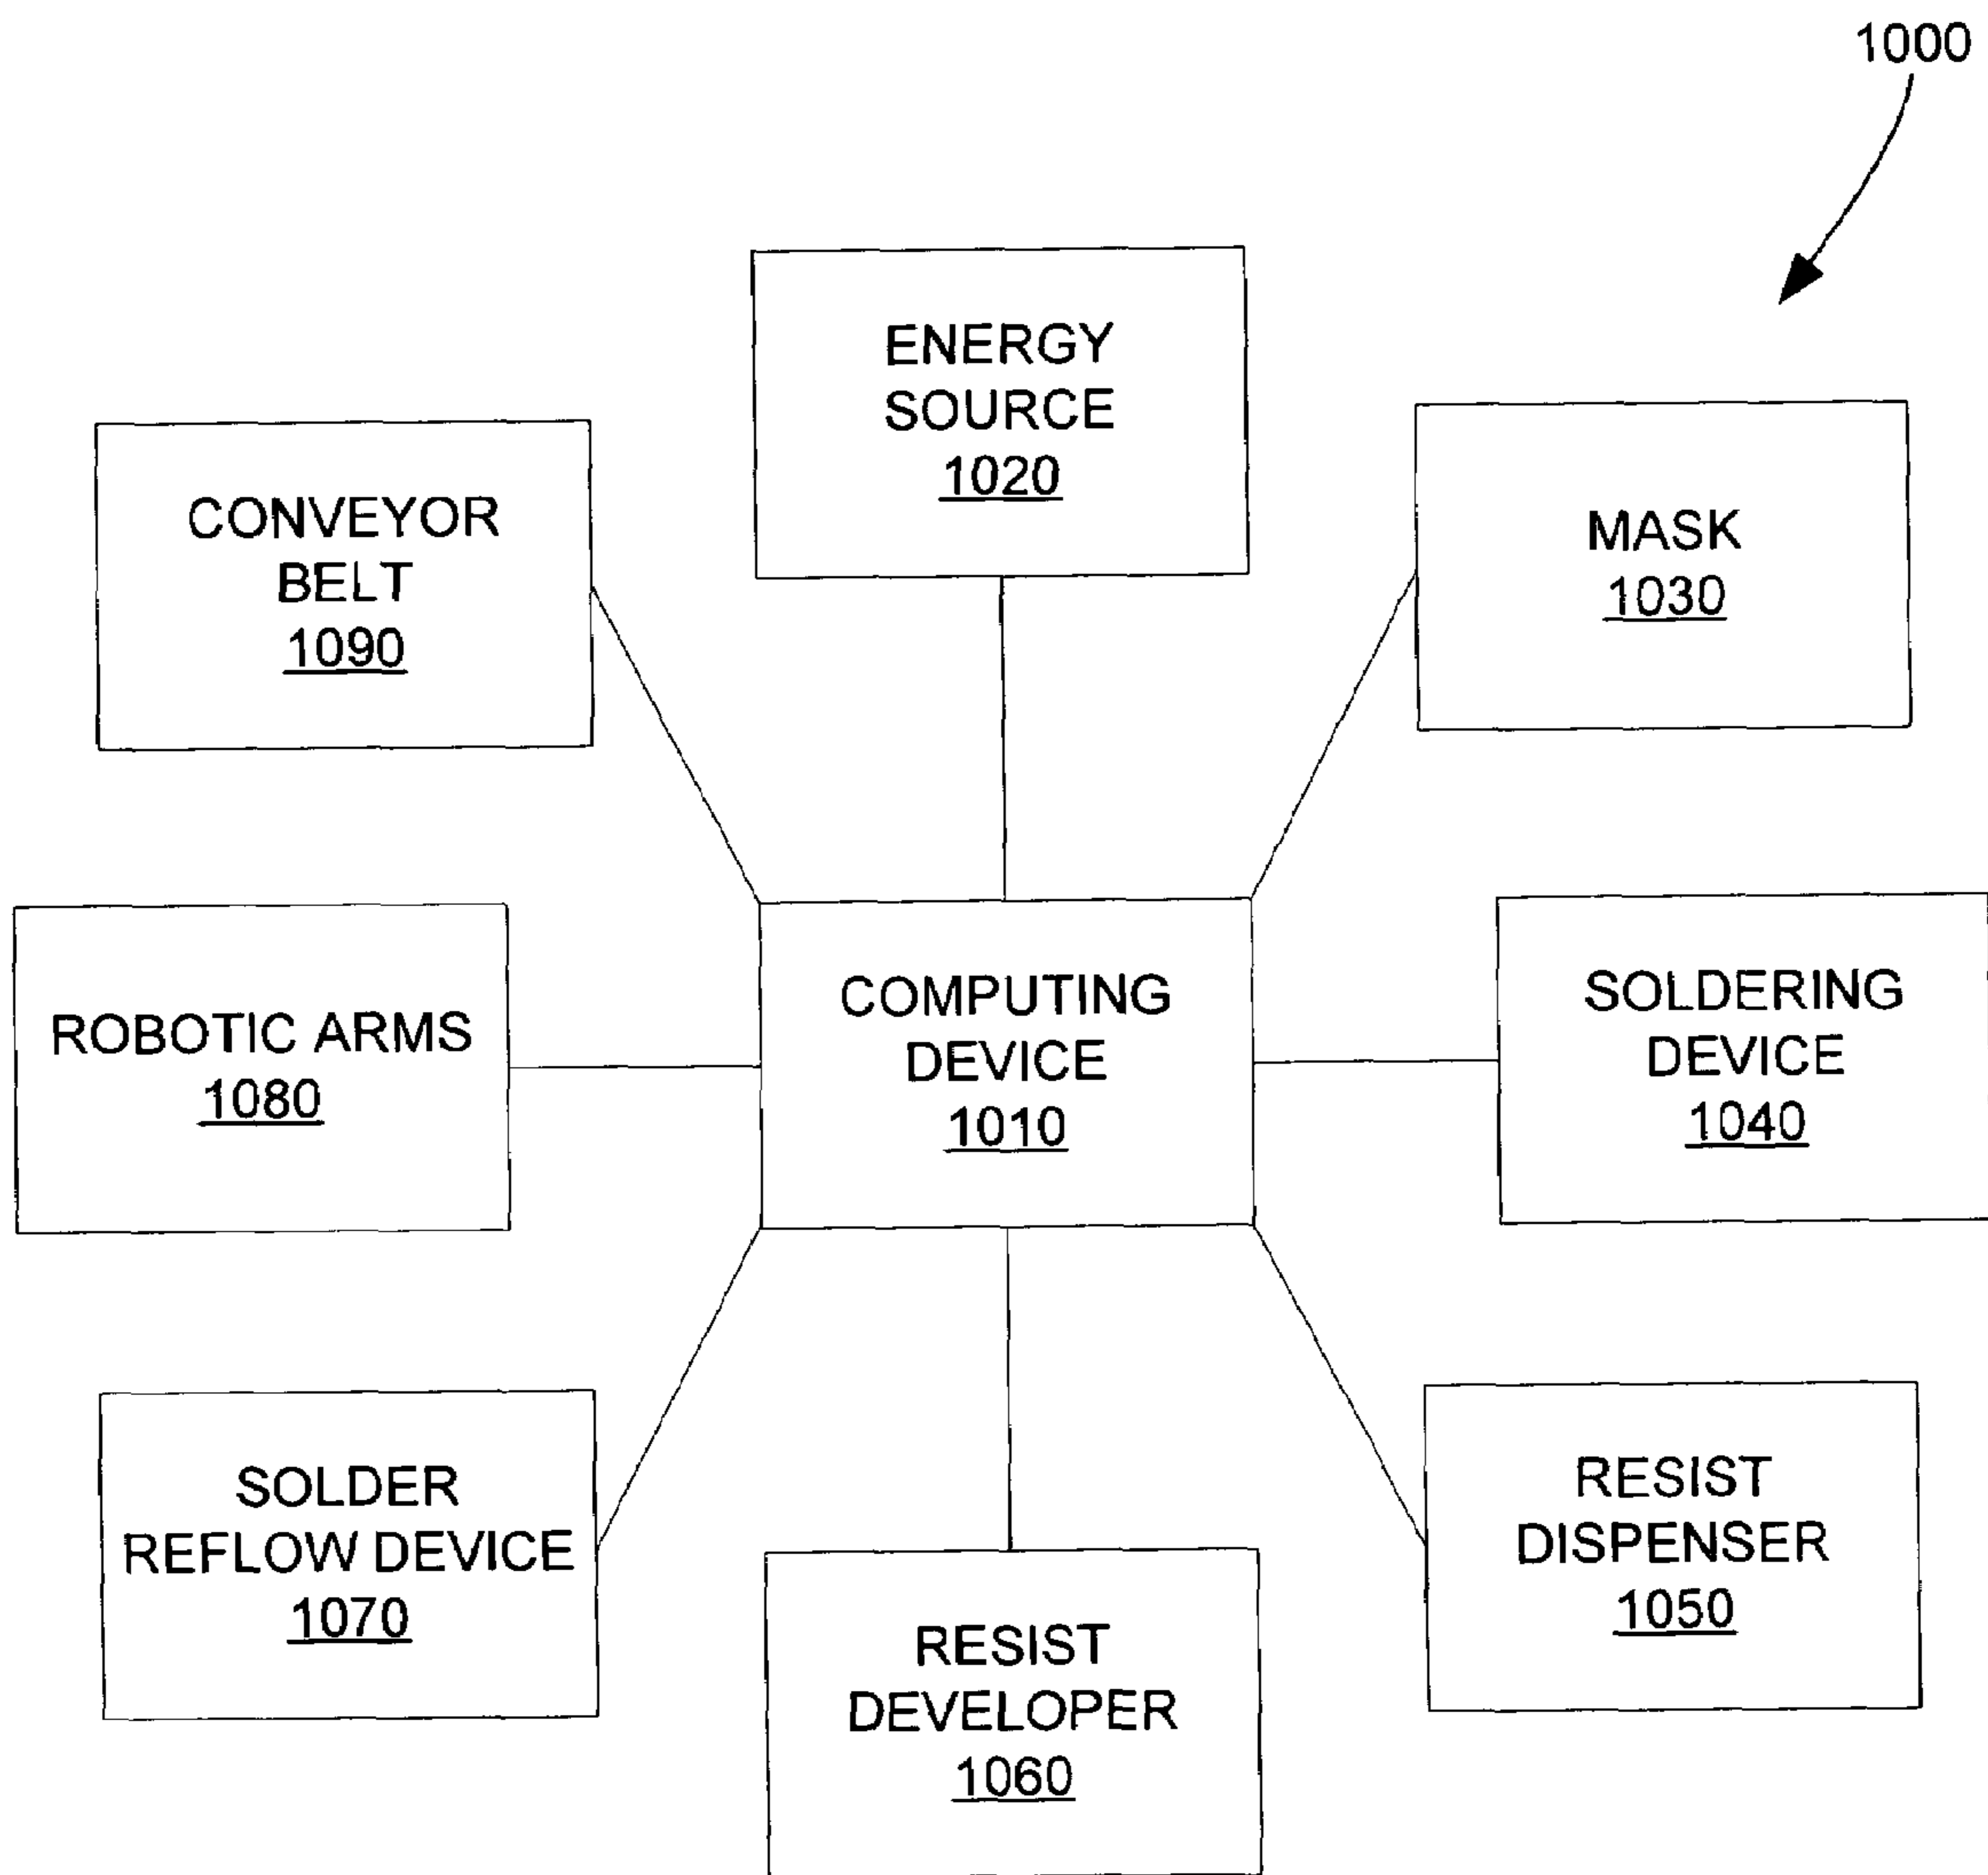 1000
ENERGY
SOURCE
1020
CONVEYOR
BELT
1090
MASK
1030
ROBOTIC ARMS
1080
COMPUTING
DEVICE
1010
SOLDERING
DEVICE
1040
SOLDER
REFLOW DEVICE
1070
RESIST
DEVELOPER
1060
RESIST
DISPENSER
1050